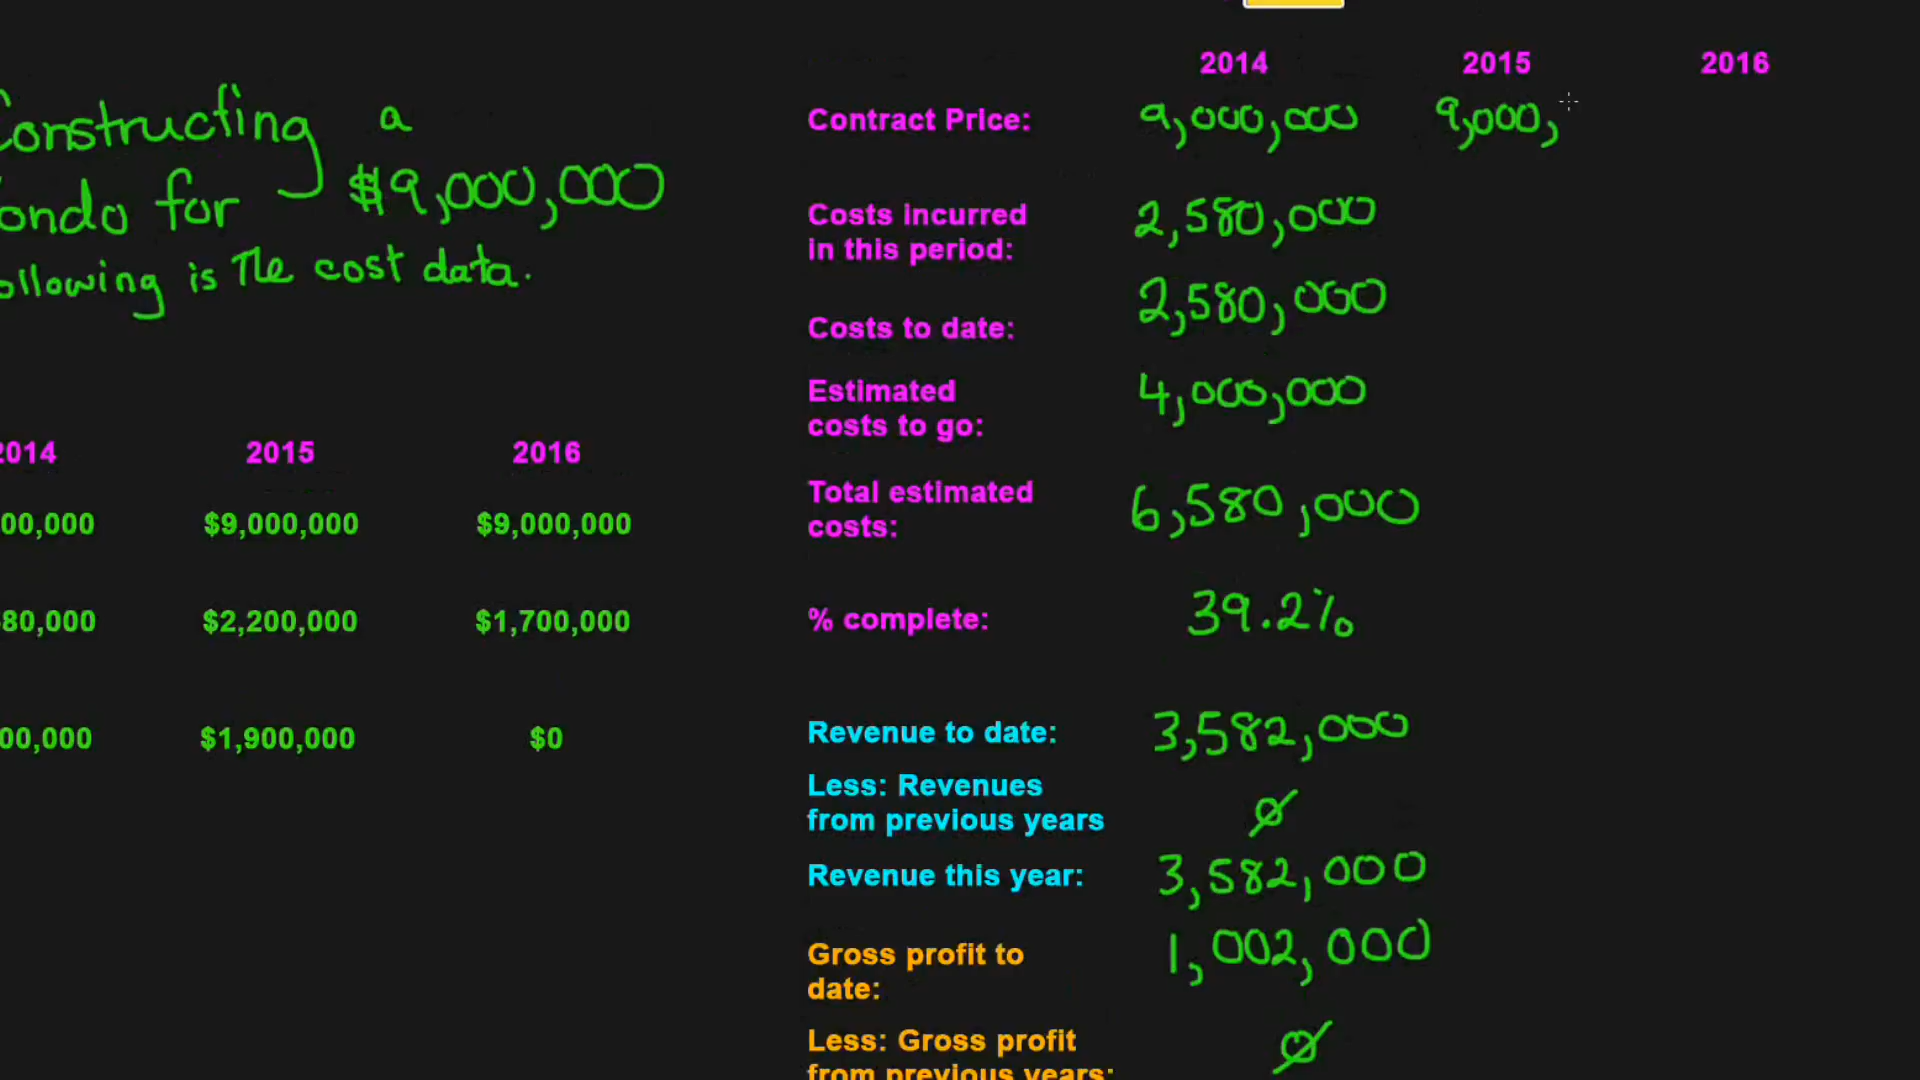 Constructing a
ondo for $9,000,000
ollowing is The cost data.
2014 2015 2016
00,000 $9,000,000 $9,000,000
80,000 $2,200,000 $1,700,000
00,000 $1,900,000 $0
2014 2015 2016
Contract Price: 9,000,000 9,000,
Costs incurred
in this period: 2,580,000
Costs to date: 2,580,000
Estimated
costs to go: 4,000,000
Total estimated
costs: 6,580,000
% complete: 39.2%
Revenue to date: 3,582,000
Less: Revenues
from previous years 0
Revenue this year: 3,582,000
Gross profit to
date: 1,002,000
Less: Gross profit 0
from previous years: